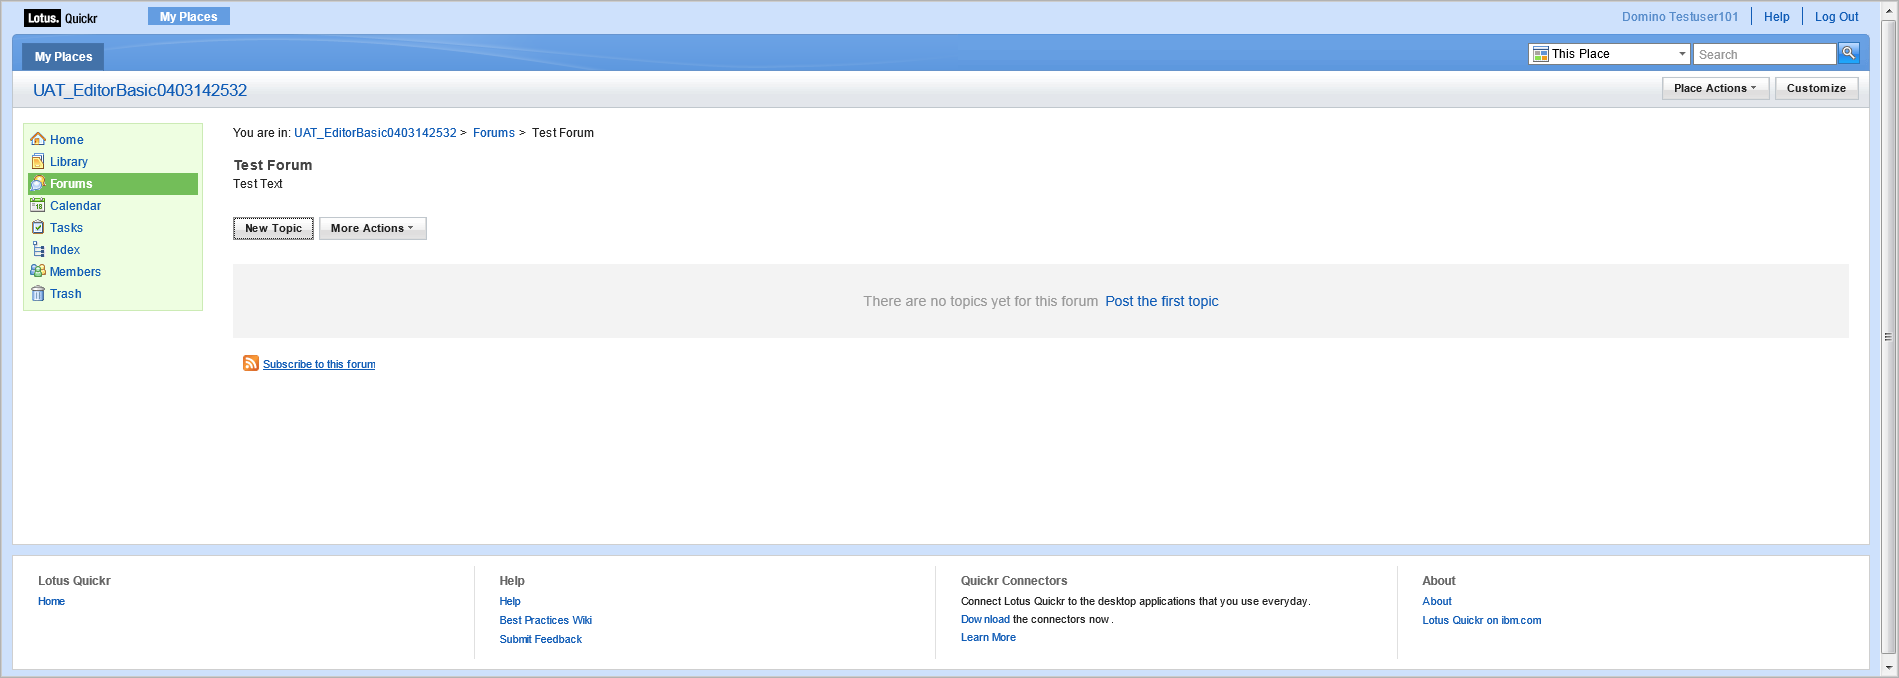 Lotus. Quickr My Places Domino Testuser101 Help Log Out
My Places This Place Search
UAT_EditorBasic0403142532 Place Actions Customize
Home
Library
Forums
Calendar
Tasks
Index
Members
Trash
You are in: UAT_EditorBasic0403142532 > Forums > Test Forum
Test Forum
Test Text
New Topic More Actions
There are no topics yet for this forum Post the first topic
Subscribe to this forum
Lotus Quickr
Home
Help
Help
Best Practices Wiki
Submit Feedback
Quickr Connectors
Connect Lotus Quickr to the desktop applications that you use everyday.
Download the connectors now.
Learn More
About
About
Lotus Quickr on ibm.com